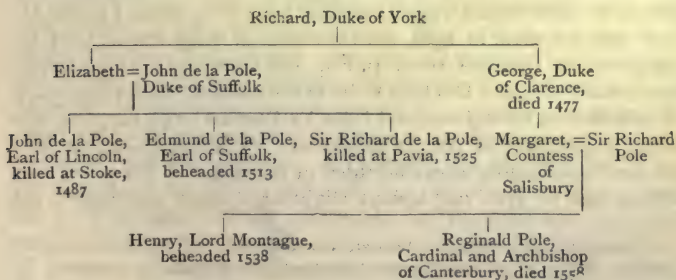 Richard, Duke of York
Elizabeth = John de la Pole, George, Duke
Duke of Suffolk of Clarence,
died 1477
John de la Pole, Edmund de la Pole, Sir Richard de la Pole, Margaret, = Sir Richard
Earl of Lincoln, Earl of Suffolk, killed at Pavia, 1525 Countess Pole
killed at Stoke, beheaded 1513 of
1487 Salisbury
Henry, Lord Montague, Reginald Pole,
beheaded 1538 Cardinal and Archbishop
of Canterbury, died 1558